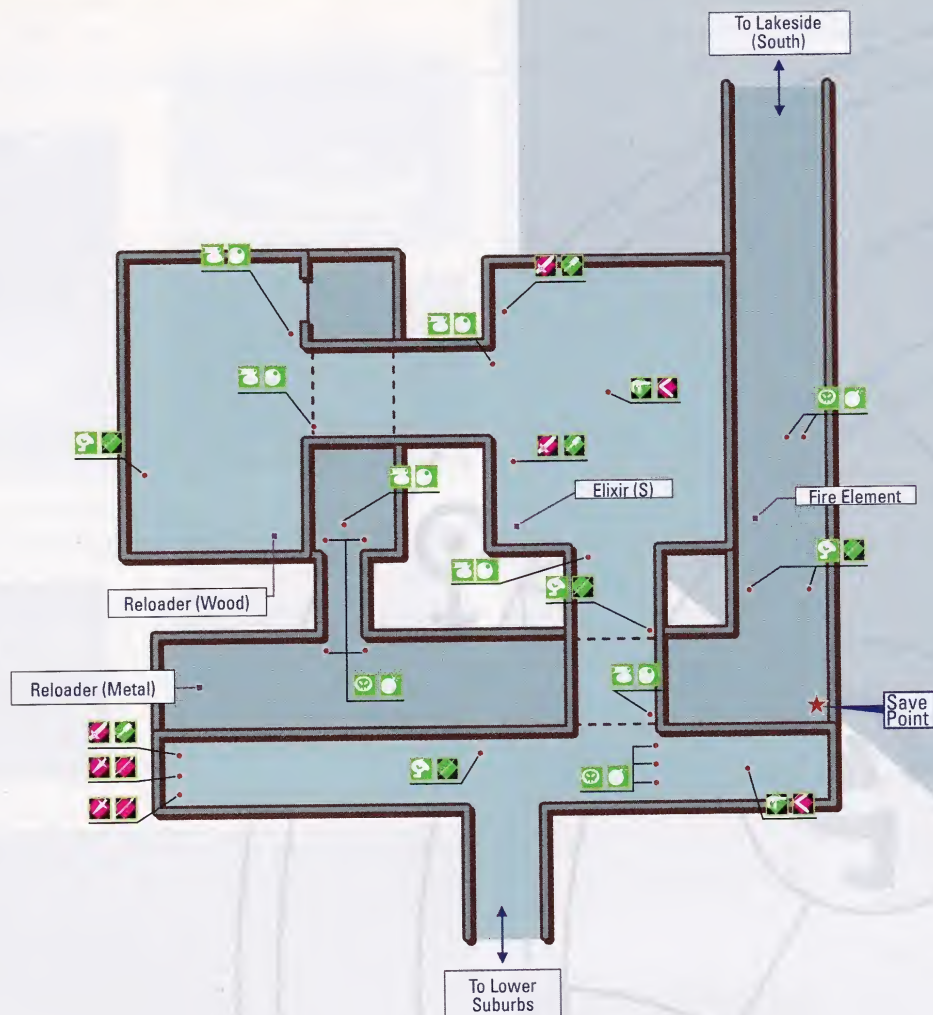 To Lakeside
(South)
Elixir (S)
Fire Element
Reloader (Wood)
Reloader (Metal)
Save
Point
To Lower
Suburbs